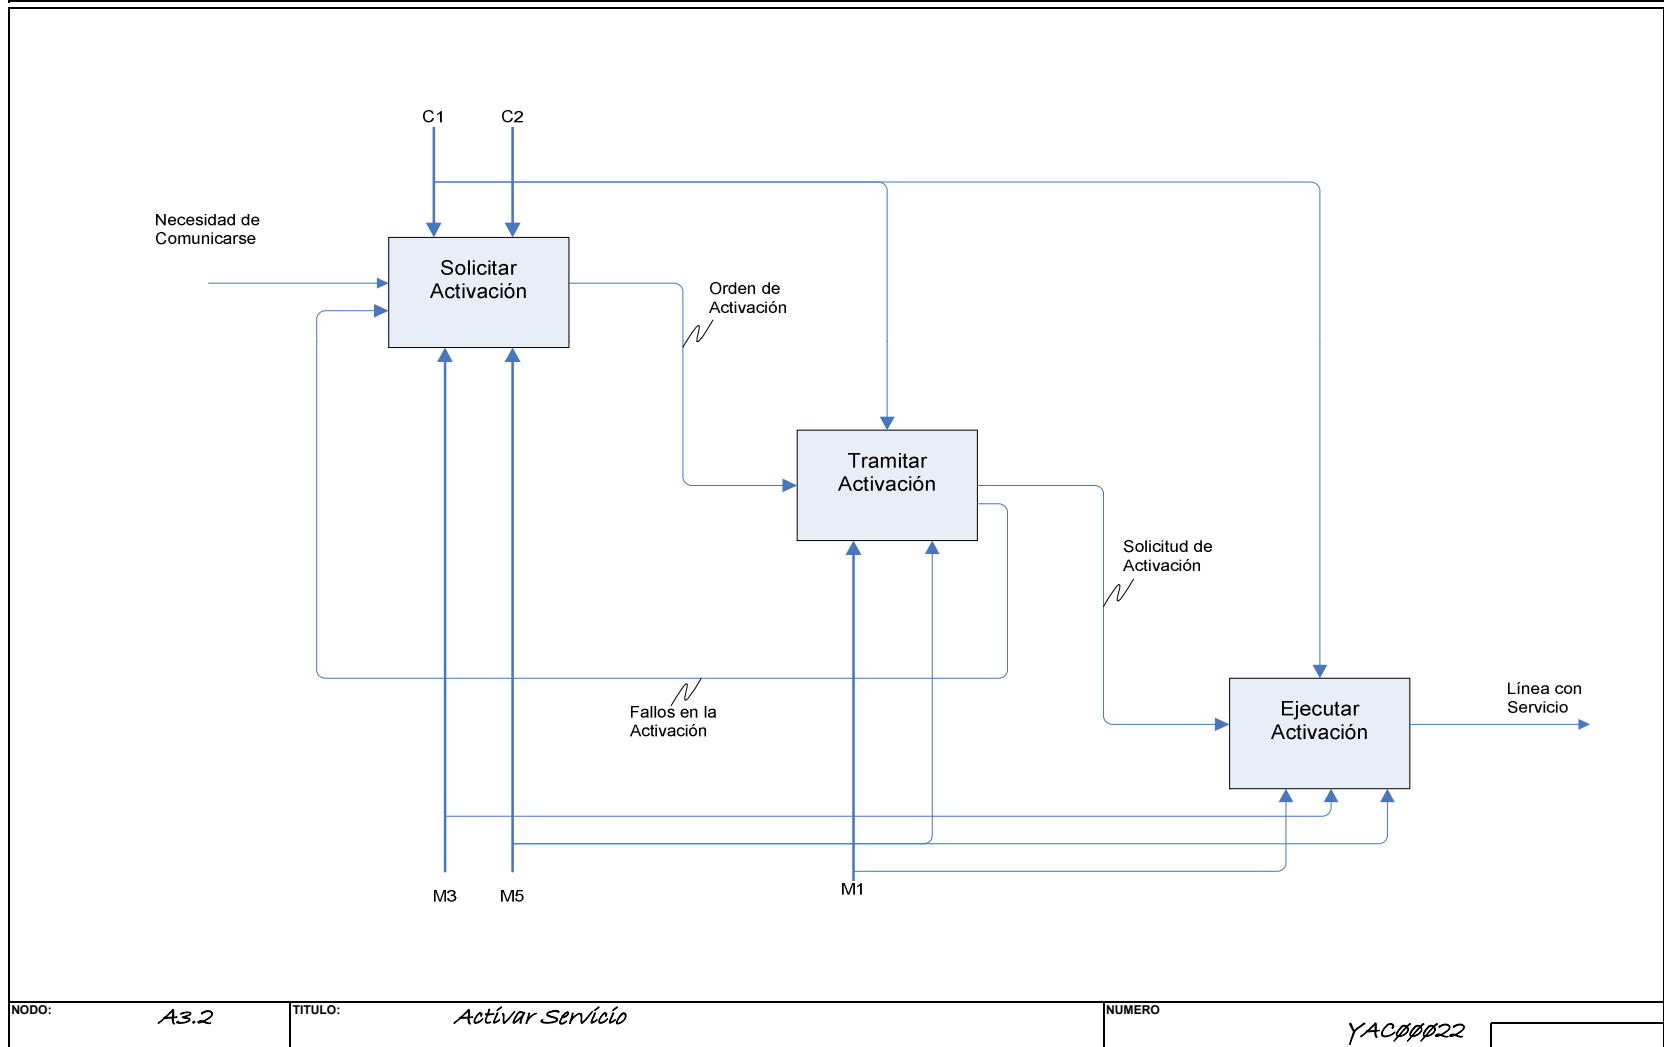 C1
C2
Necesidad de
Comunicarse
Solicitar
Activación
Orden de
Activación
Tramitar
Activación
Solicitud de
Activación
Fallos en la
Activación
Ejecutar
Activación
Línea con
Servicio
M3
M5
M1
NODO:
A3.2
TITULO:
Activar Servicio
NUMERO
YACØØØ22